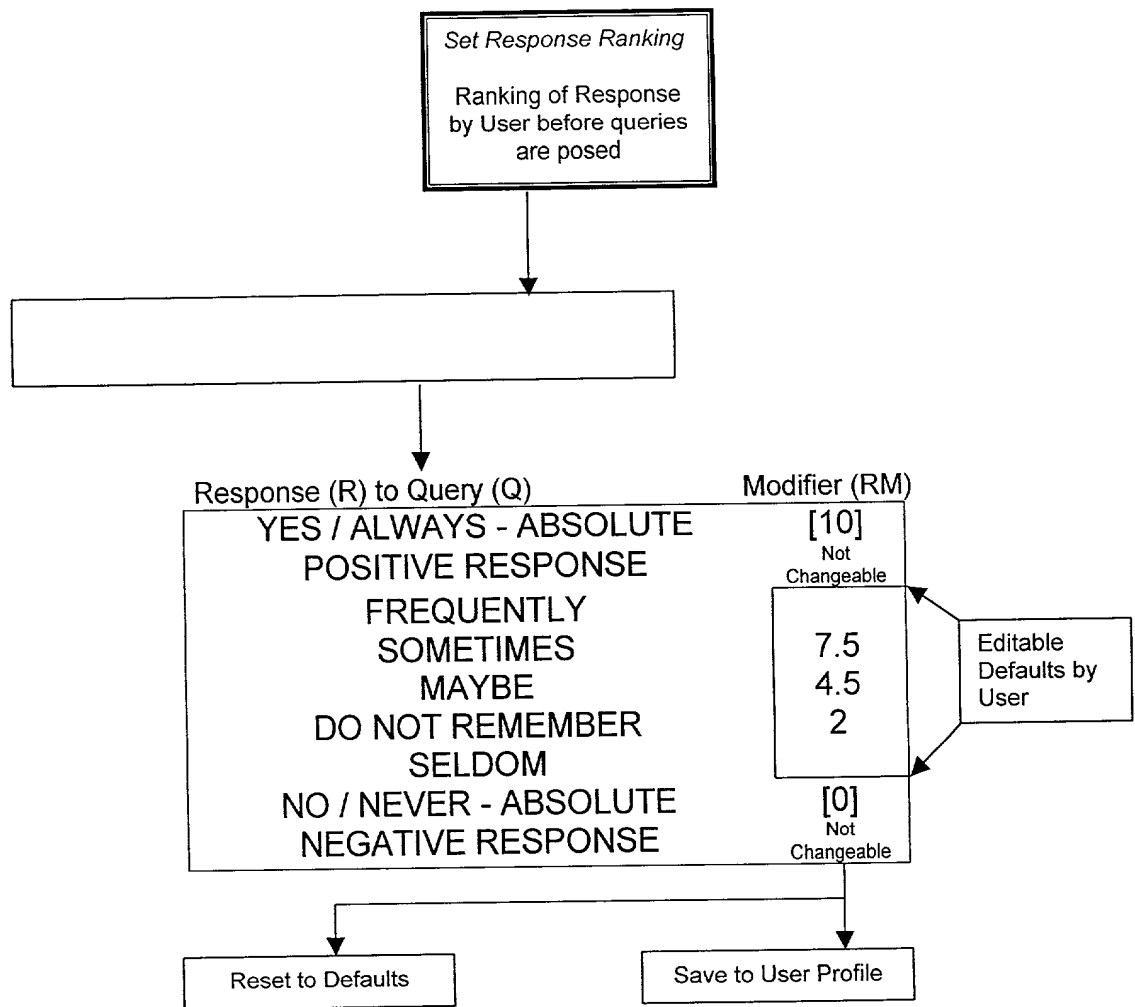 Set Response Ranking
Ranking of Response
by User before queries
are posed
Response (R) to Query (Q) Modifier (RM)
YES / ALWAYS - ABSOLUTE [10]
POSITIVE RESPONSE Not
Changeable
FREQUENTLY
SOMETIMES 7.5
MAYBE 4.5
DO NOT REMEMBER 2
SELDOM
NO / NEVER - ABSOLUTE [0]
NEGATIVE RESPONSE Not
Changeable
Editable
Defaults by
User
Reset to Defaults
Save to User Profile